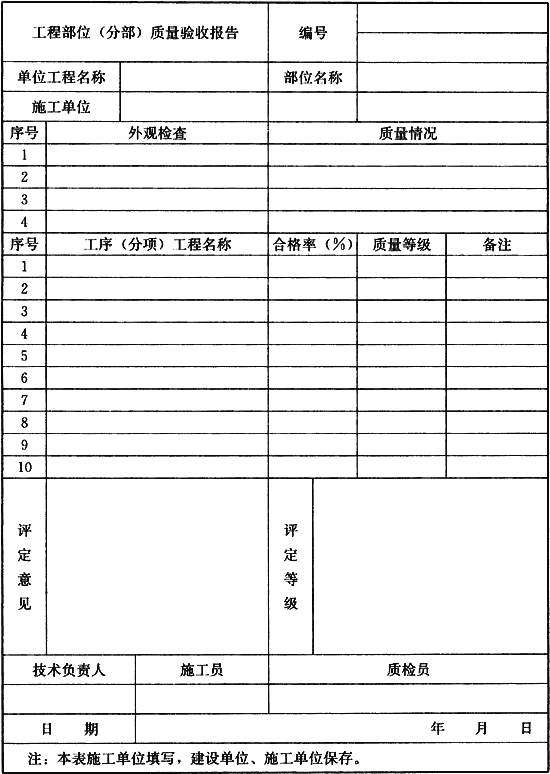 工程部位（分部）质量验收报告 编号
单位工程名称 部位名称
施工单位
序号 外观检查 质量情况
1
2
3
4
序号 工序（分项）工程名称 合格率（%） 质量等级 备注
1
2
3
4
5
6
7
8
9
10
评定意见 评定等级
技术负责人 施工员 质检员
日 期 年 月 日
注：本表施工单位填写，建设单位、施工单位保存。